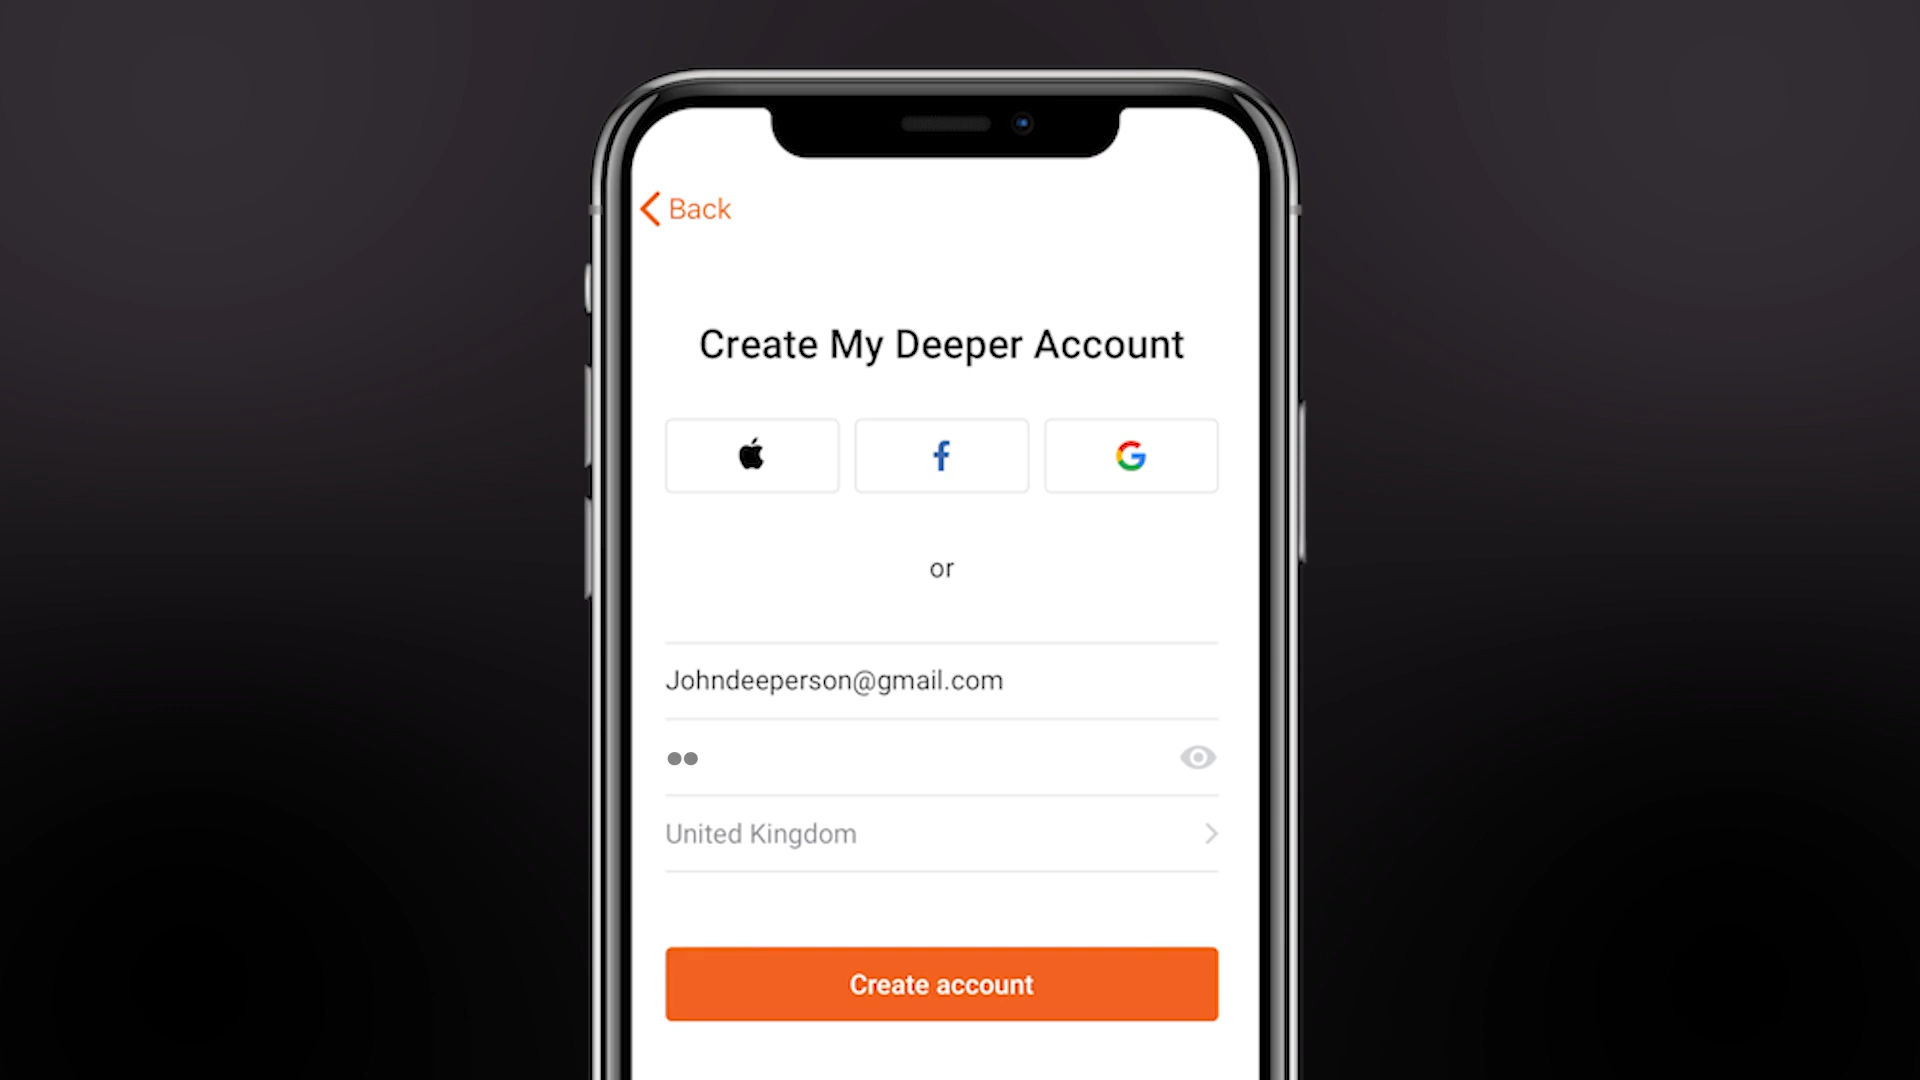 Back
Create My Deeper Account
or
Johndeeperson@gmail.com
United Kingdom
Create account